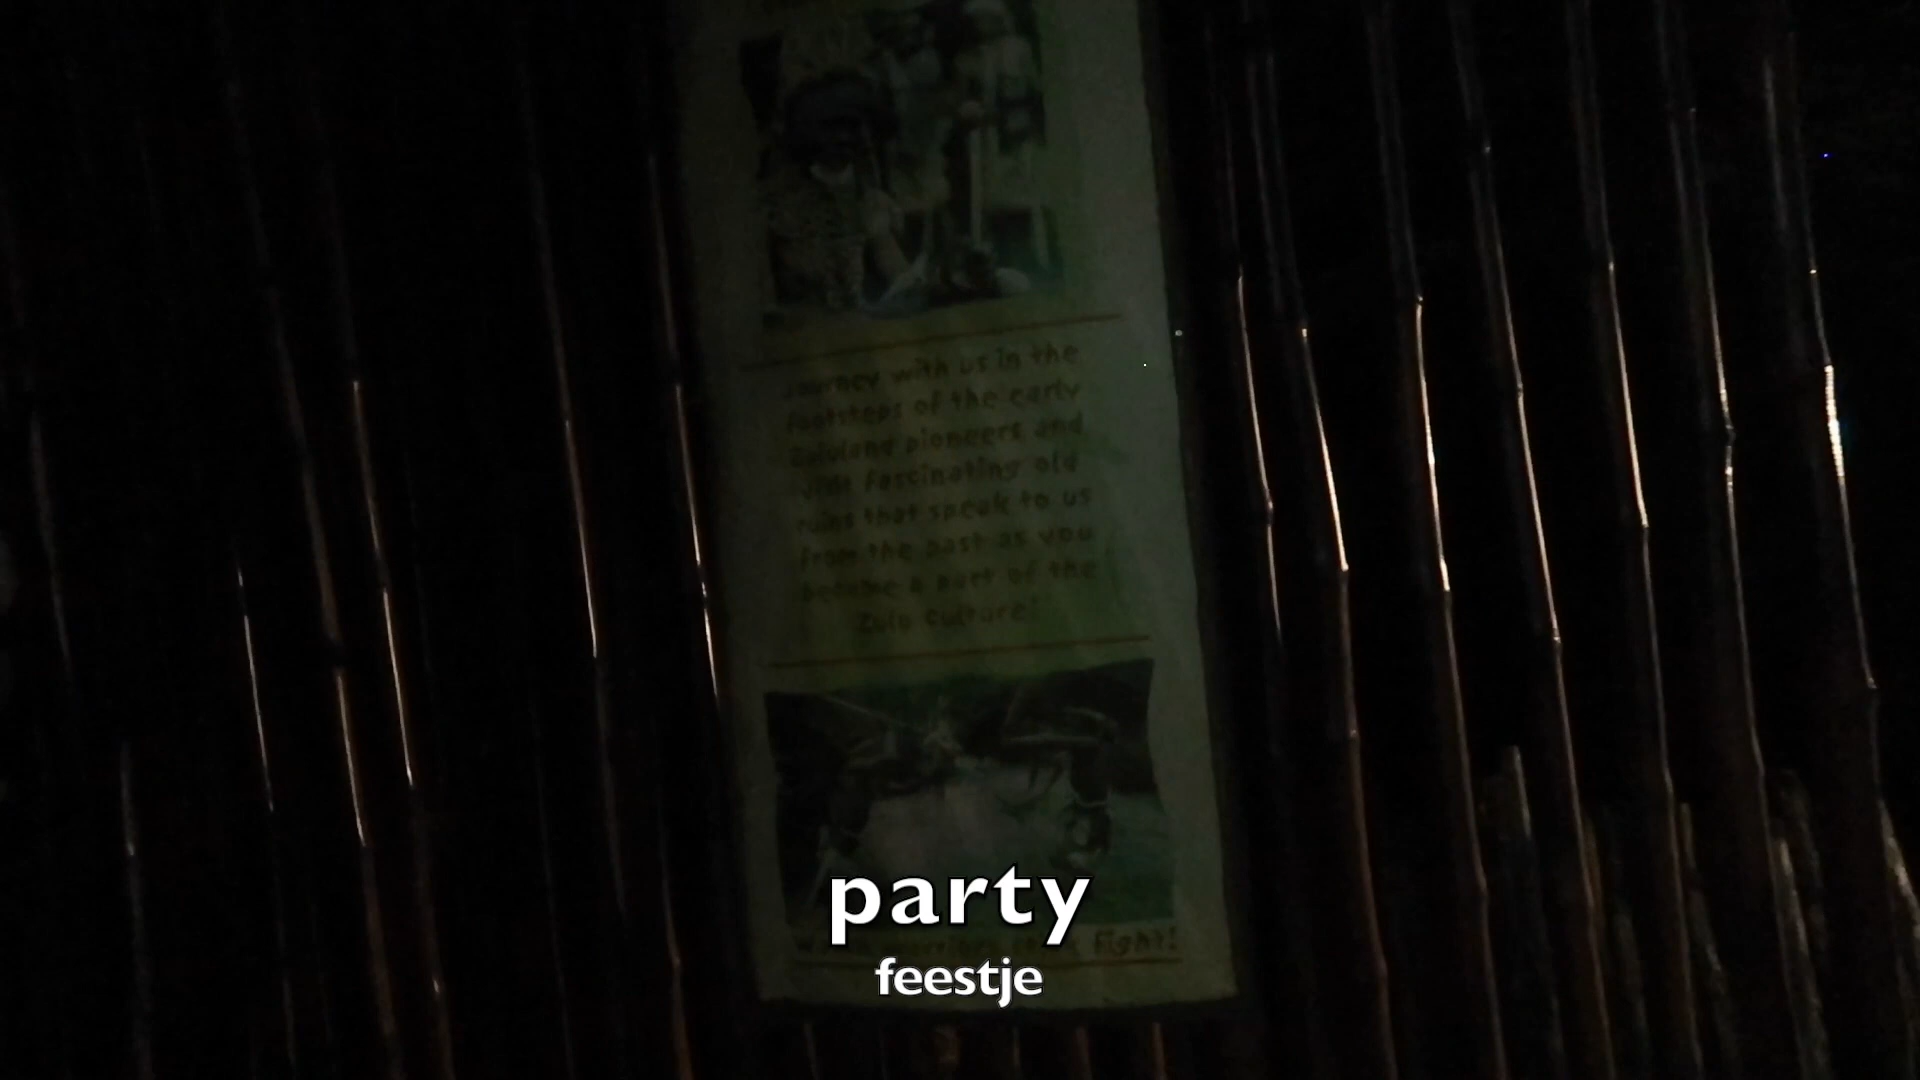 Journey with us in the
footsteps of the early
Zululand pioneers and
visit fascinating old
ruins that speak to us
from the past as you
become a part of the
Zulu culture!
Fight!
party
feestje